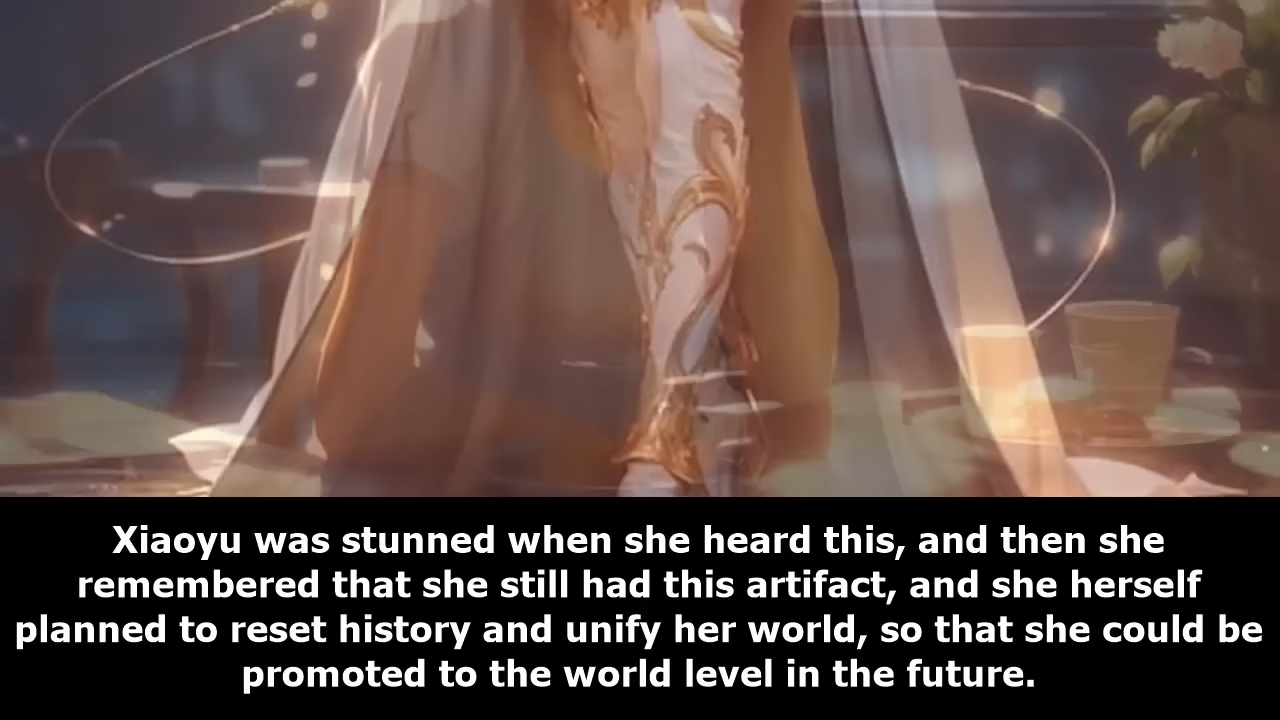 Xiaoyu was stunned when she heard this, and then she
remembered that she still had this artifact, and she herself
planned to reset history and unify her world, so that she could be
promoted to the world level in the future.